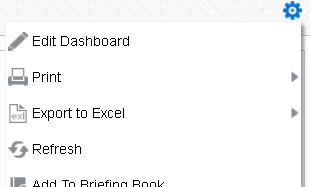 Edit Dashboard
Print
Export to Excel
Refresh
Add To Briefing Book